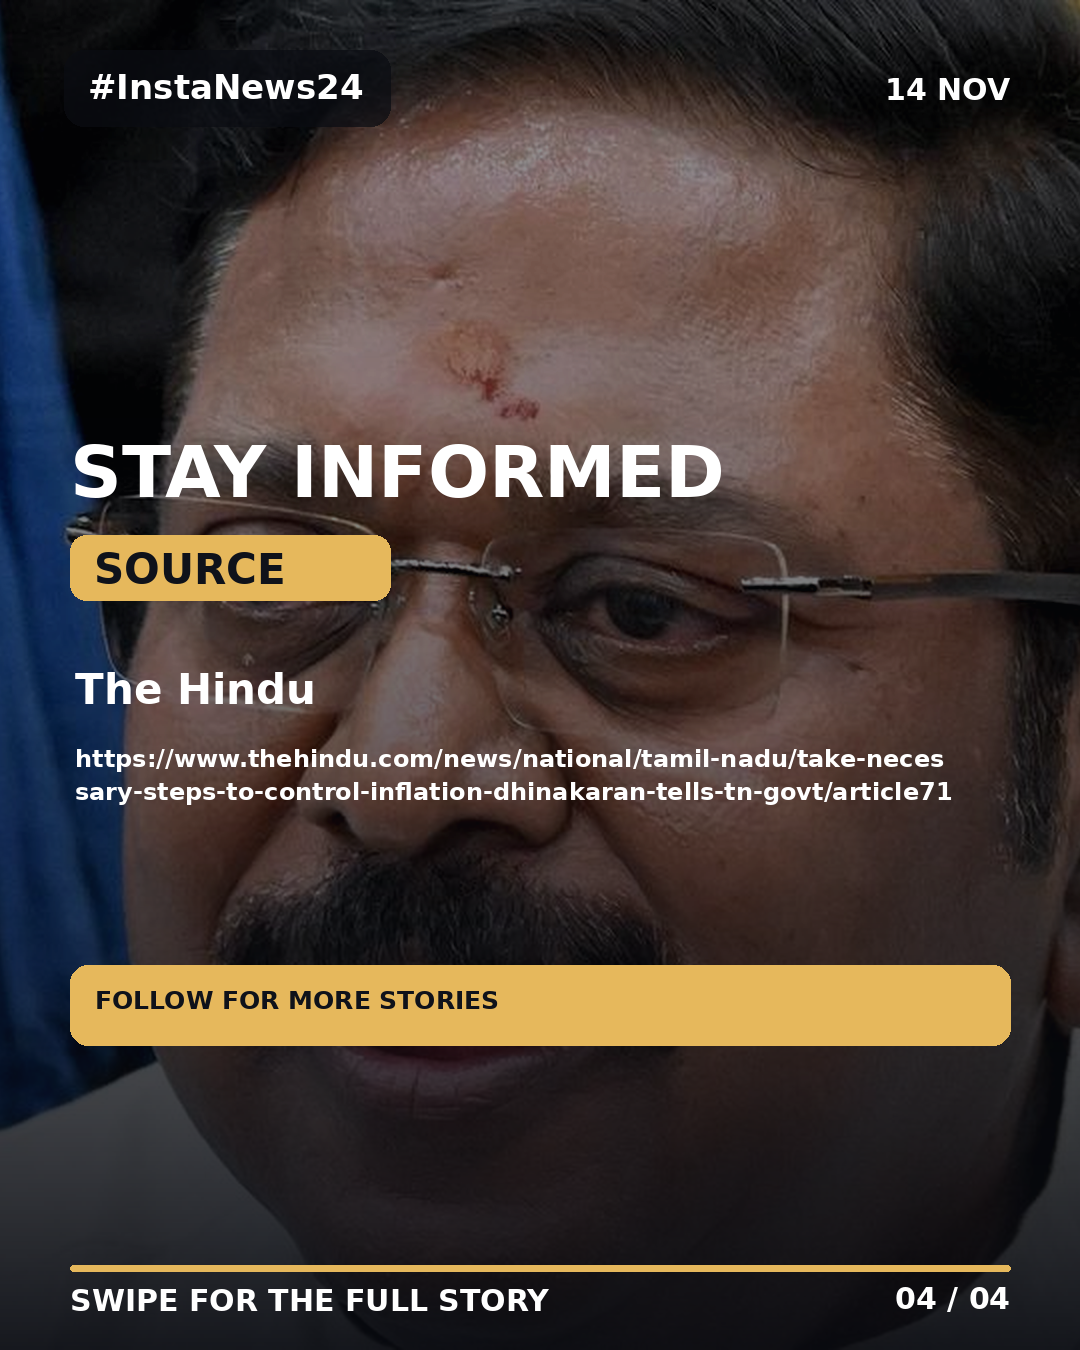 #InstaNews24
14 NOV
STAY INFORMED
SOURCE
The Hindu
https://www.thehindu.com/news/national/tamil-nadu/take-neces
sary-steps-to-control-inflation-dhinakaran-tells-tn-govt/article71
FOLLOW FOR MORE STORIES
SWIPE FOR THE FULL STORY
04 / 04